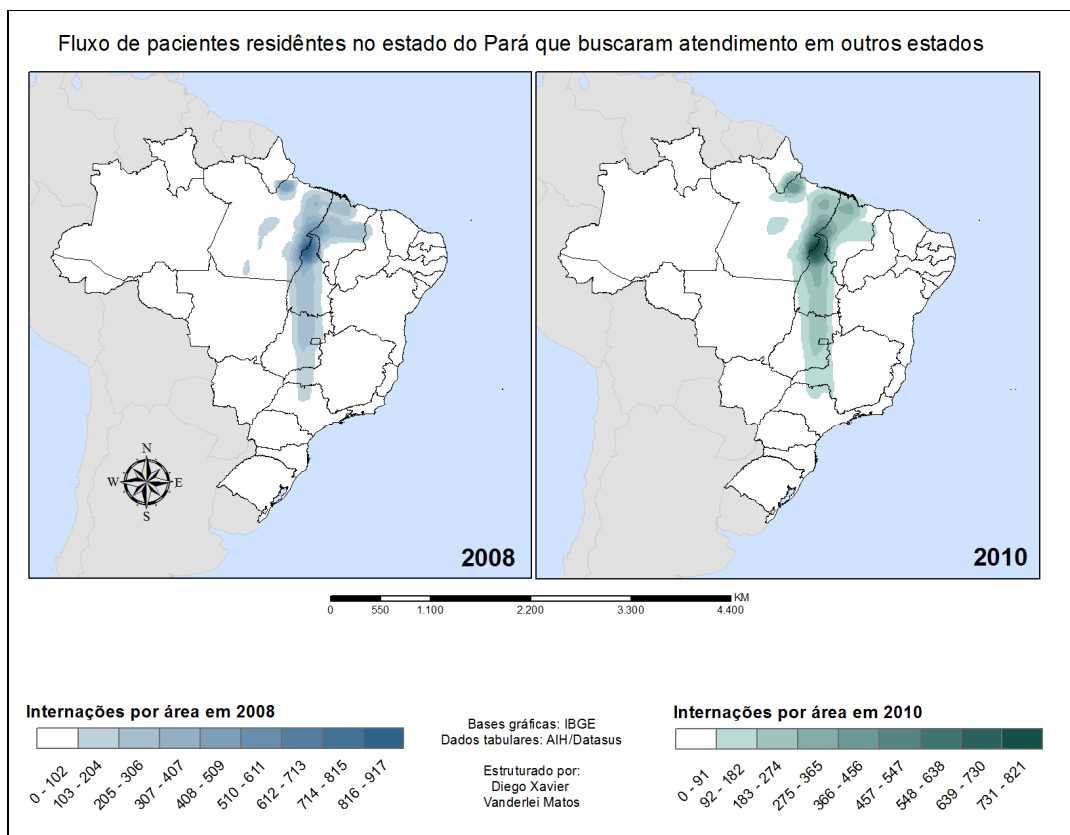 Fluxo de pacientes residêntes no estado do Pará que buscaram atendimento em outros estados
N
W E
S
2008
2010
KM
0 550 1.100 2.200 3.300 4.400
Internações por área em 2008
0 - 102
103 - 204
205 - 306
307 - 407
408 - 509
510 - 611
612 - 713
714 - 815
816 - 917
Bases gráficas: IBGE
Dados tabulares: AIH/Datasus
Estruturado por:
Diego Xavier
Vanderlei Matos
Internações por área em 2010
0 - 91
92 - 182
183 - 274
275 - 365
366 - 456
457 - 547
548 - 638
639 - 730
731 - 821